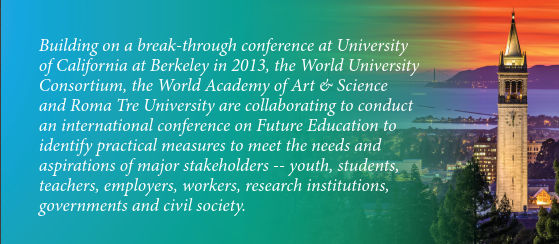 Building on a break-through conference at University
of California at Berkeley in 2013, the World University
Consortium, the World Academy of Art & Science
and Roma Tre University are collaborating to conduct
an international conference on Future Education to
identify practical measures to meet the needs and
aspirations of major stakeholders -- youth, students,
teachers, employers, workers, research institutions,
governments and civil society.